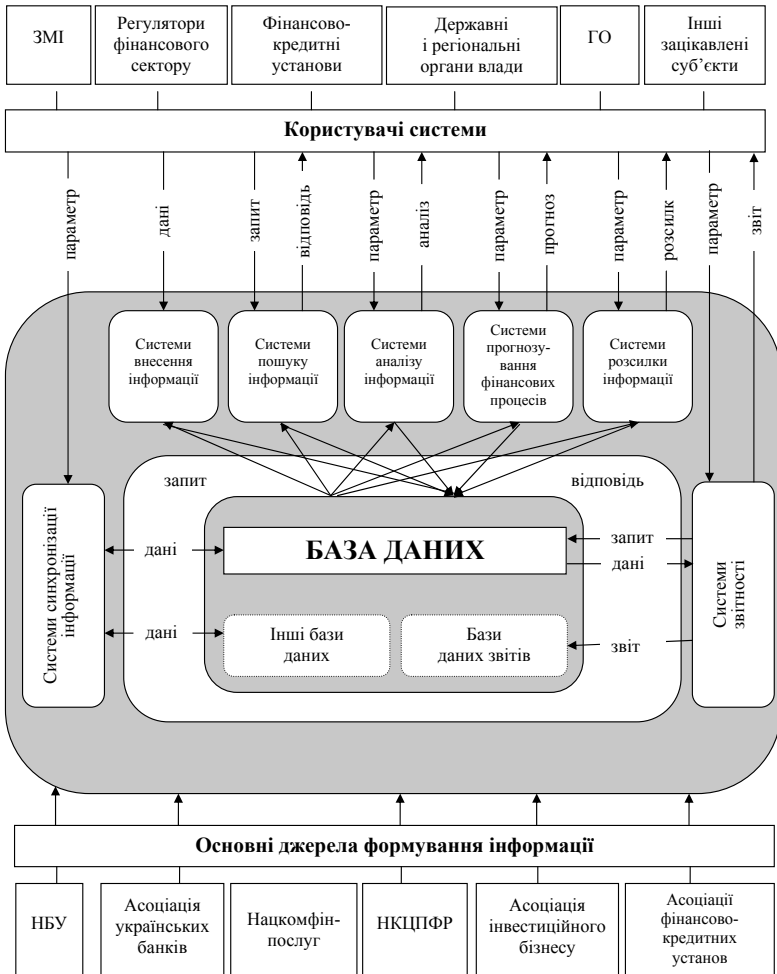 ЗМІ
Регулятори
фінансового
сектору
Фінансово-
кредитні
установи
Державні
і регіональні
органи влади
ГО
Інші
зацікавлені
суб’єкти
Користувачі системи
параметр
дані
запит
відповідь
параметр
аналіз
параметр
прогноз
параметр
розсилк
параметр
звіт
Системи
внесення
інформації
Системи
пошуку
інформації
Системи
аналізу
інформації
Системи
прогнозу-
вання
фінансових
процесів
Системи
розсилки
інформації
запит
відповідь
Системи синхронізації
інформації
дані
БАЗА ДАНИХ
запит
дані
Системи
звітності
дані
Інші бази
даних
Бази
даних звітів
звіт
Основні джерела формування інформації
НБУ
Асоціація
українських
банків
Нацкомфін-
послуг
НКЦПФР
Асоціація
інвестиційного
бізнесу
Асоціації
фінансово-
кредитних
установ